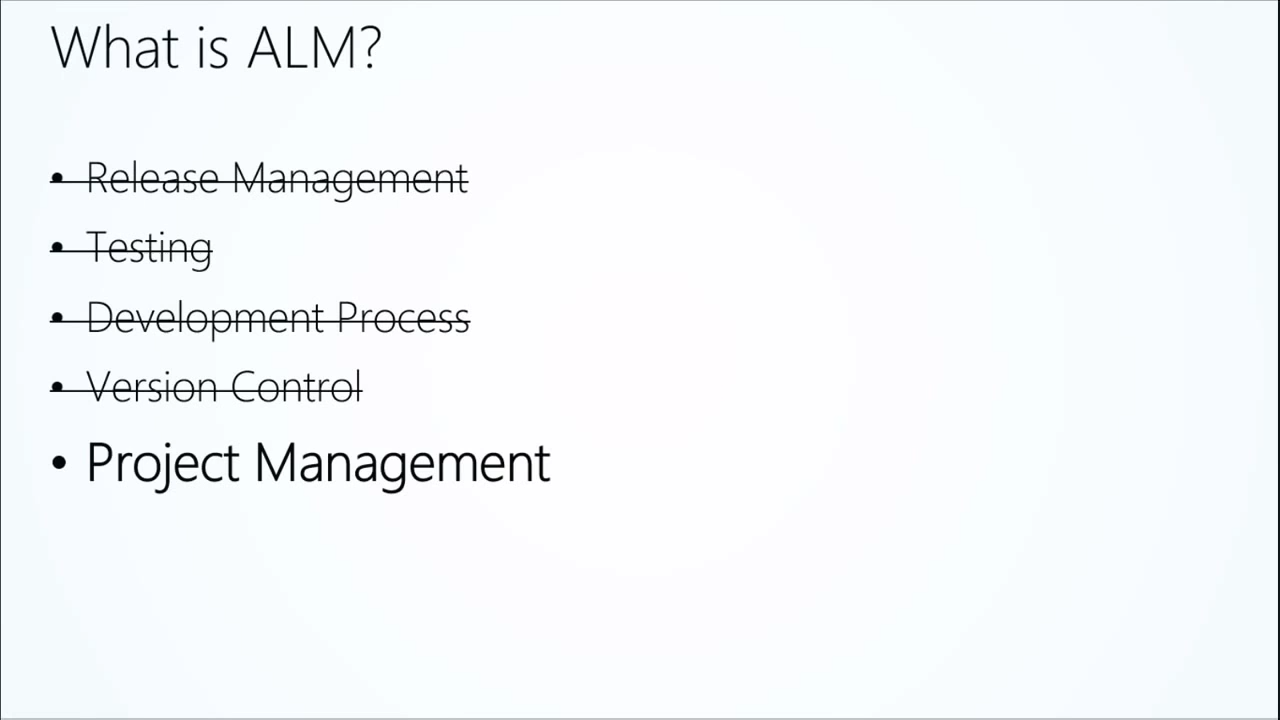 What is ALM?
• Release Management
• Testing
• Development Process
• Version Control
• Project Management